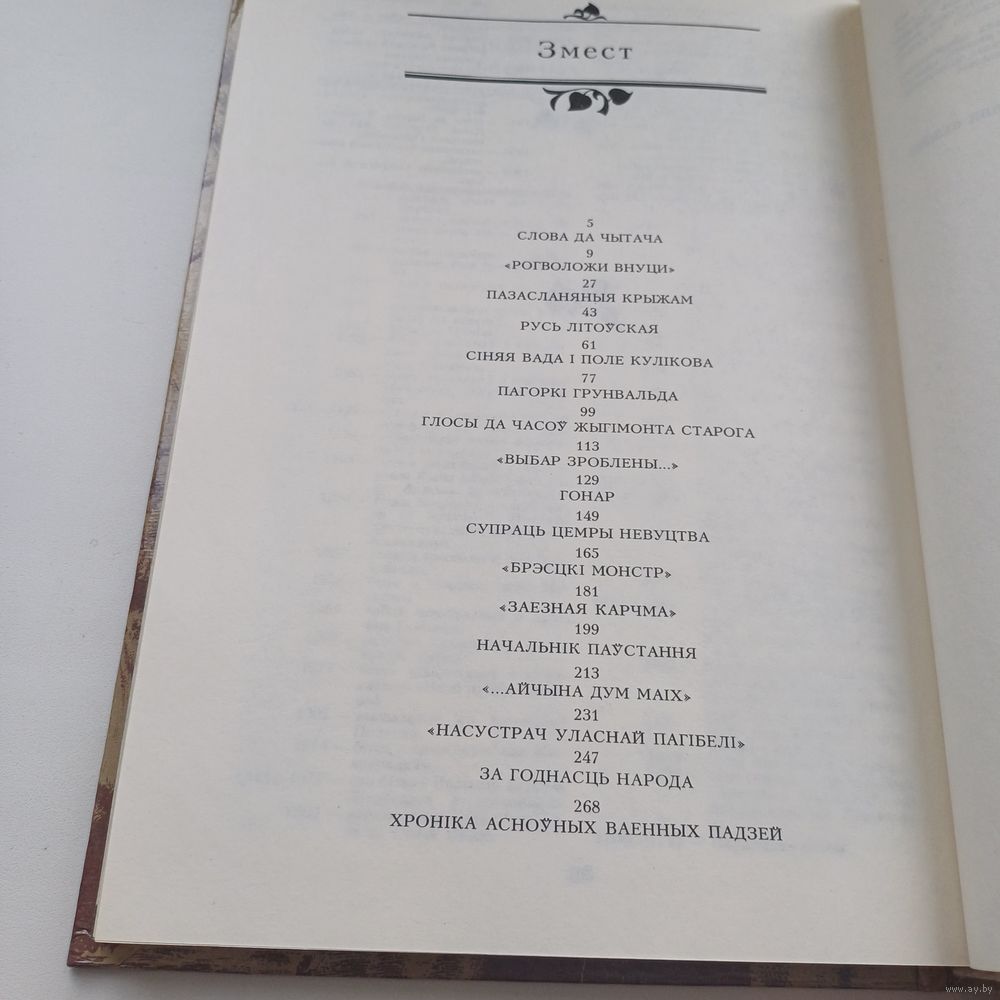 Змест
5
СЛОВА ДА ЧЫТАЧА
9
«РОГВОЛОЖИ ВНУЦИ»
27
ПАЗАСЛАНЯНЫЯ КРЫЖАМ
43
РУСЬ ЛІТОЎСКАЯ
61
СІНЯЯ ВАДА І ПОЛЕ КУЛІКОВА
77
ПАГОРКІ ГРУНВАЛЬДА
99
ГЛОСЫ ДА ЧАСОЎ ЖЫГІМОНТА СТАРОГА
113
«ВЫБАР ЗРОБЛЕНЫ...»
129
ГОНАР
149
СУПРАЦЬ ЦЕМРЫ НЕВУЦТВА
165
«БРЭСЦКІ МОНСТР»
181
«ЗАЕЗНАЯ КАРЧМА»
199
НАЧАЛЬНІК ПАЎСТАННЯ
213
«...АЙЧЫНА ДУМ МАІХ»
231
«НАСУСТРАЧ УЛАСНАЙ ПАГІБЕЛІ»
247
ЗА ГОДНАСЦЬ НАРОДА
268
ХРОНІКА АСНОЎНЫХ ВАЕННЫХ ПАДЗЕЙ
www.ay.by